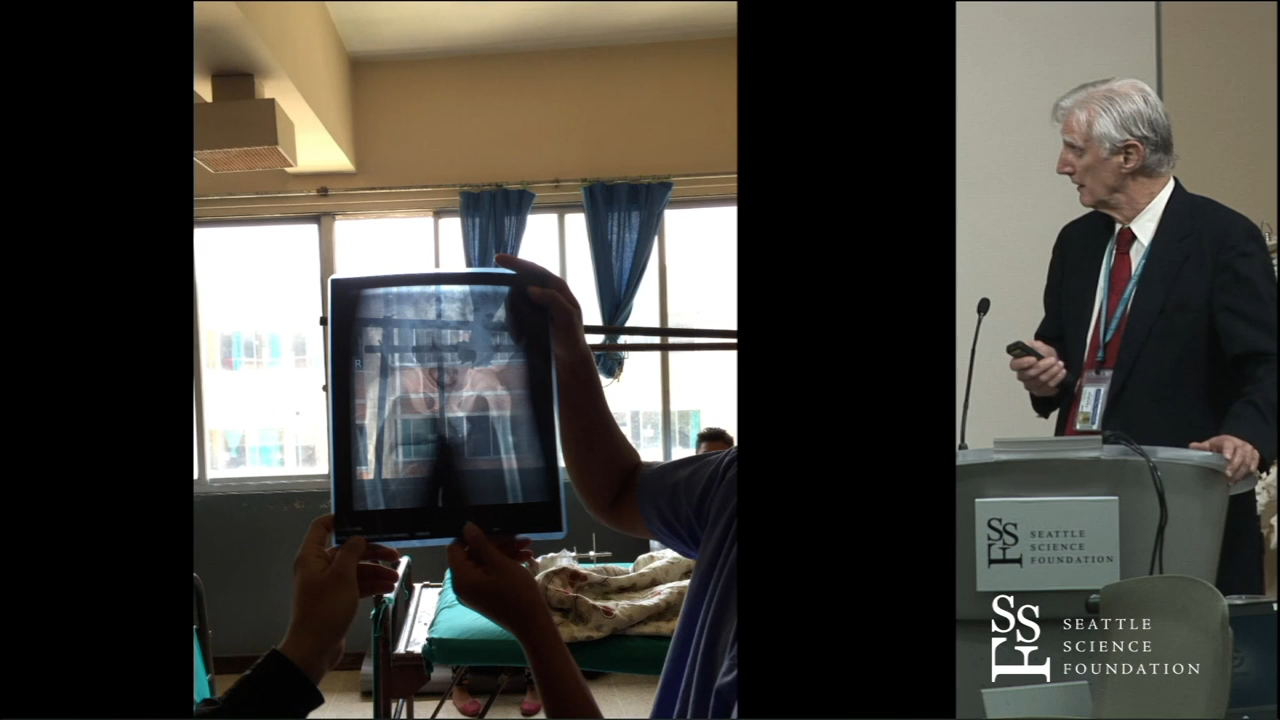 R
SSF
SEATTLE
SCIENCE
FOUNDATION
SSF
SEATTLE
SCIENCE
FOUNDATION